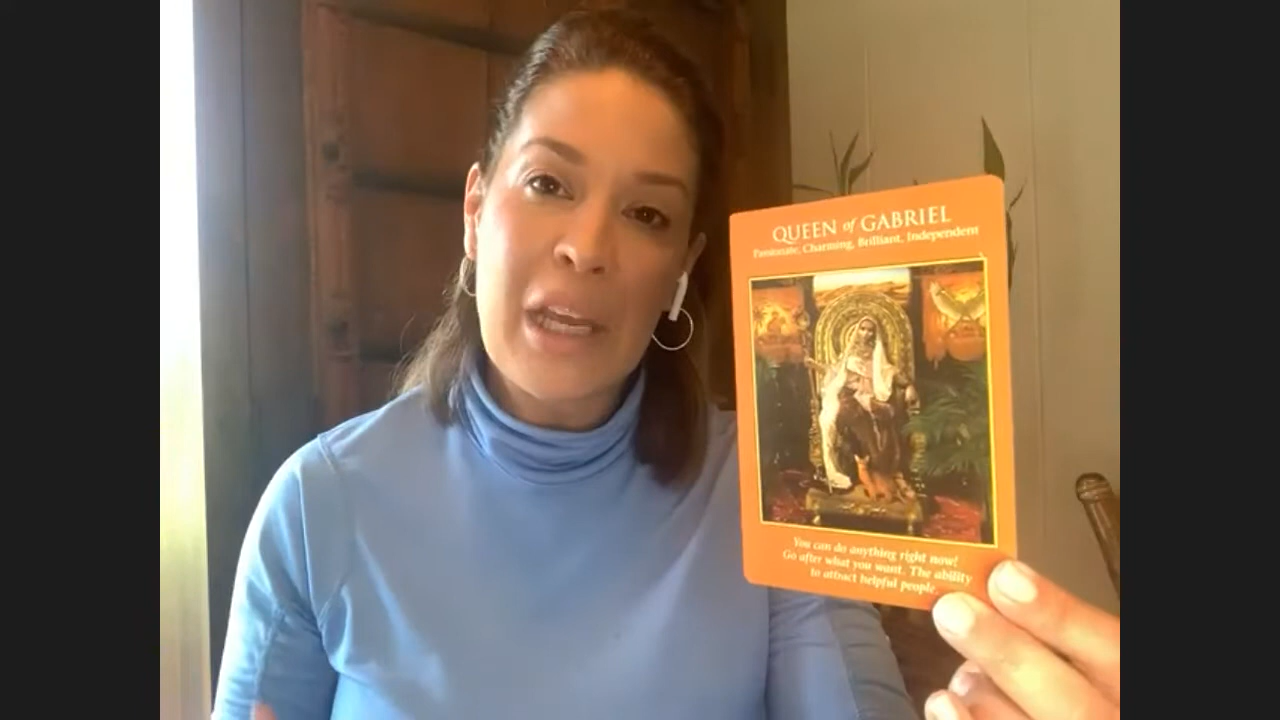 QUEEN of GABRIEL
Passionate, Charming, Brilliant, Independent
You can do anything right now!
Go after what you want. The ability
to attract helpful people.